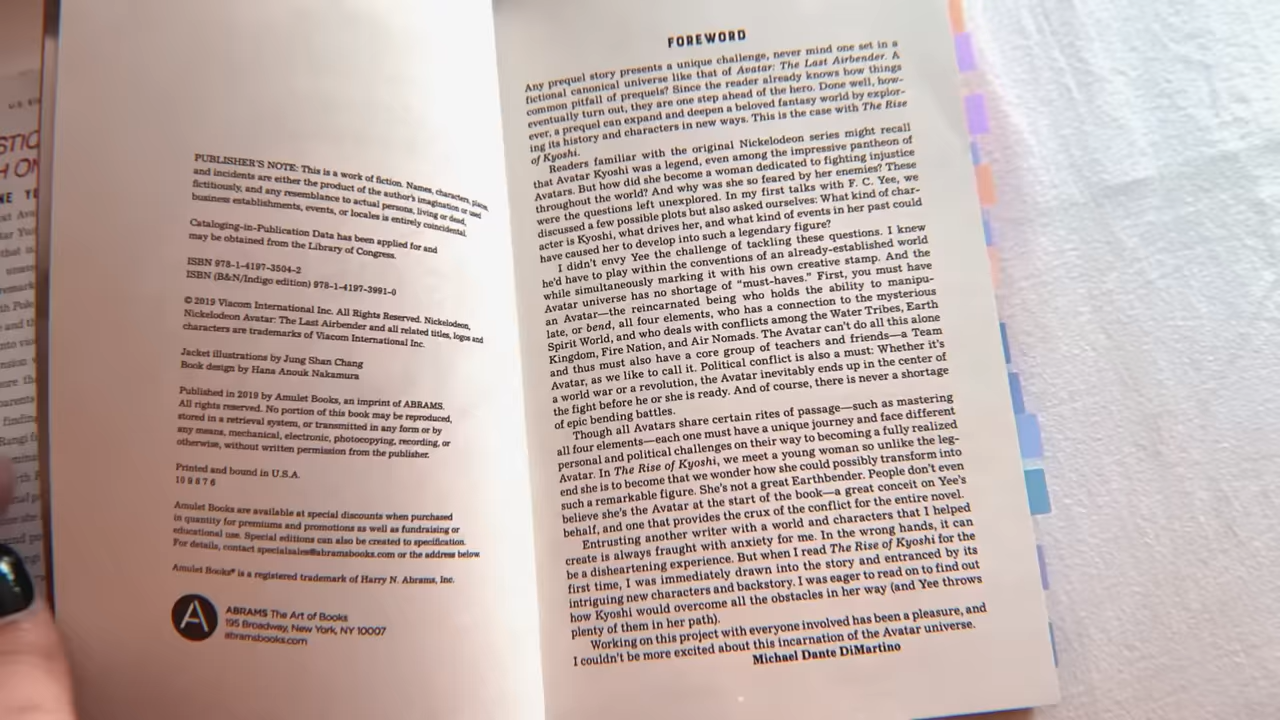 PUBLISHER'S NOTE: This is a work of fiction. Names, characters, places,
and incidents are either the product of the author's imagination or used
fictitiously, and any resemblance to actual persons, living or dead,
business establishments, events, or locales is entirely coincidental.
Cataloging-in-Publication Data has been applied for and
may be obtained from the Library of Congress.
ISBN 978-1-4197-3504-2
ISBN (B&N/Indigo edition) 978-1-4197-3991-0
© 2019 Viacom International Inc. All Rights Reserved. Nickelodeon,
Nickelodeon Avatar: The Last Airbender and all related titles, logos and
characters are trademarks of Viacom International Inc.
Jacket illustrations by Jung Shan Chang
Book design by Hana Anouk Nakamura
Published in 2019 by Amulet Books, an imprint of ABRAMS.
All rights reserved. No portion of this book may be reproduced,
stored in a retrieval system, or transmitted in any form or by
any means, mechanical, electronic, photocopying, recording, or
otherwise, without written permission from the publisher.
Printed and bound in U.S.A.
10 9 8 7 6
Amulet Books are available at special discounts when purchased
in quantity for premiums and promotions as well as fundraising or
educational use. Special editions can also be created to specification.
For details, contact specialsales@abramsbooks.com or the address below.
Amulet Books® is a registered trademark of Harry N. Abrams, Inc.
A
ABRAMS The Art of Books
195 Broadway, New York, NY 10007
abramsbooks.com
FOREWORD
Any prequel story presents a unique challenge, never mind one set in a
fictional canonical universe like that of Avatar: The Last Airbender. A
common pitfall of prequels? Since the reader already knows how things
eventually turn out, they are one step ahead of the hero. Done well, how-
ever, a prequel can expand and deepen a beloved fantasy world by explor-
ing its history and characters in new ways. This is the case with The Rise
of Kyoshi.
Readers familiar with the original Nickelodeon series might recall
that Avatar Kyoshi was a legend, even among the impressive pantheon of
Avatars. But how did she become a woman dedicated to fighting injustice
throughout the world? And why was she so feared by her enemies? These
were the questions left unexplored. In my first talks with F. C. Yee, we
discussed a few possible plots but also asked ourselves: What kind of char-
acter is Kyoshi, what drives her, and what kind of events in her past could
have caused her to develop into such a legendary figure?
I didn't envy Yee the challenge of tackling these questions. I knew
he'd have to play within the conventions of an already-established world
while simultaneously marking it with his own creative stamp. And the
Avatar universe has no shortage of "must-haves." First, you must have
an Avatar—the reincarnated being who holds the ability to manipu-
late, or bend, all four elements, who has a connection to the mysterious
Spirit World, and who deals with conflicts among the Water Tribes, Earth
Kingdom, Fire Nation, and Air Nomads. The Avatar can't do all this alone
and thus must also have a core group of teachers and friends—a Team
Avatar, as we like to call it. Political conflict is also a must: Whether it's
a world war or a revolution, the Avatar inevitably ends up in the center of
the fight before he or she is ready. And of course, there is never a shortage
of epic bending battles.
Though all Avatars share certain rites of passage—such as mastering
all four elements—each one must have a unique journey and face different
personal and political challenges on their way to becoming a fully realized
Avatar. In The Rise of Kyoshi, we meet a young woman so unlike the leg-
end she is to become that we wonder how she could possibly transform into
such a remarkable figure. She's not a great Earthbender. People don't even
believe she's the Avatar at the start of the book—a great conceit on Yee's
behalf, and one that provides the crux of the conflict for the entire novel.
Entrusting another writer with a world and characters that I helped
create is always fraught with anxiety for me. In the wrong hands, it can
be a disheartening experience. But when I read The Rise of Kyoshi for the
first time, I was immediately drawn into the story and entranced by its
intriguing new characters and backstory. I was eager to read on to find out
how Kyoshi would overcome all the obstacles in her way (and Yee throws
plenty of them in her path).
Working on this project with everyone involved has been a pleasure, and
I couldn't be more excited about this incarnation of the Avatar universe.
Michael Dante DiMartino